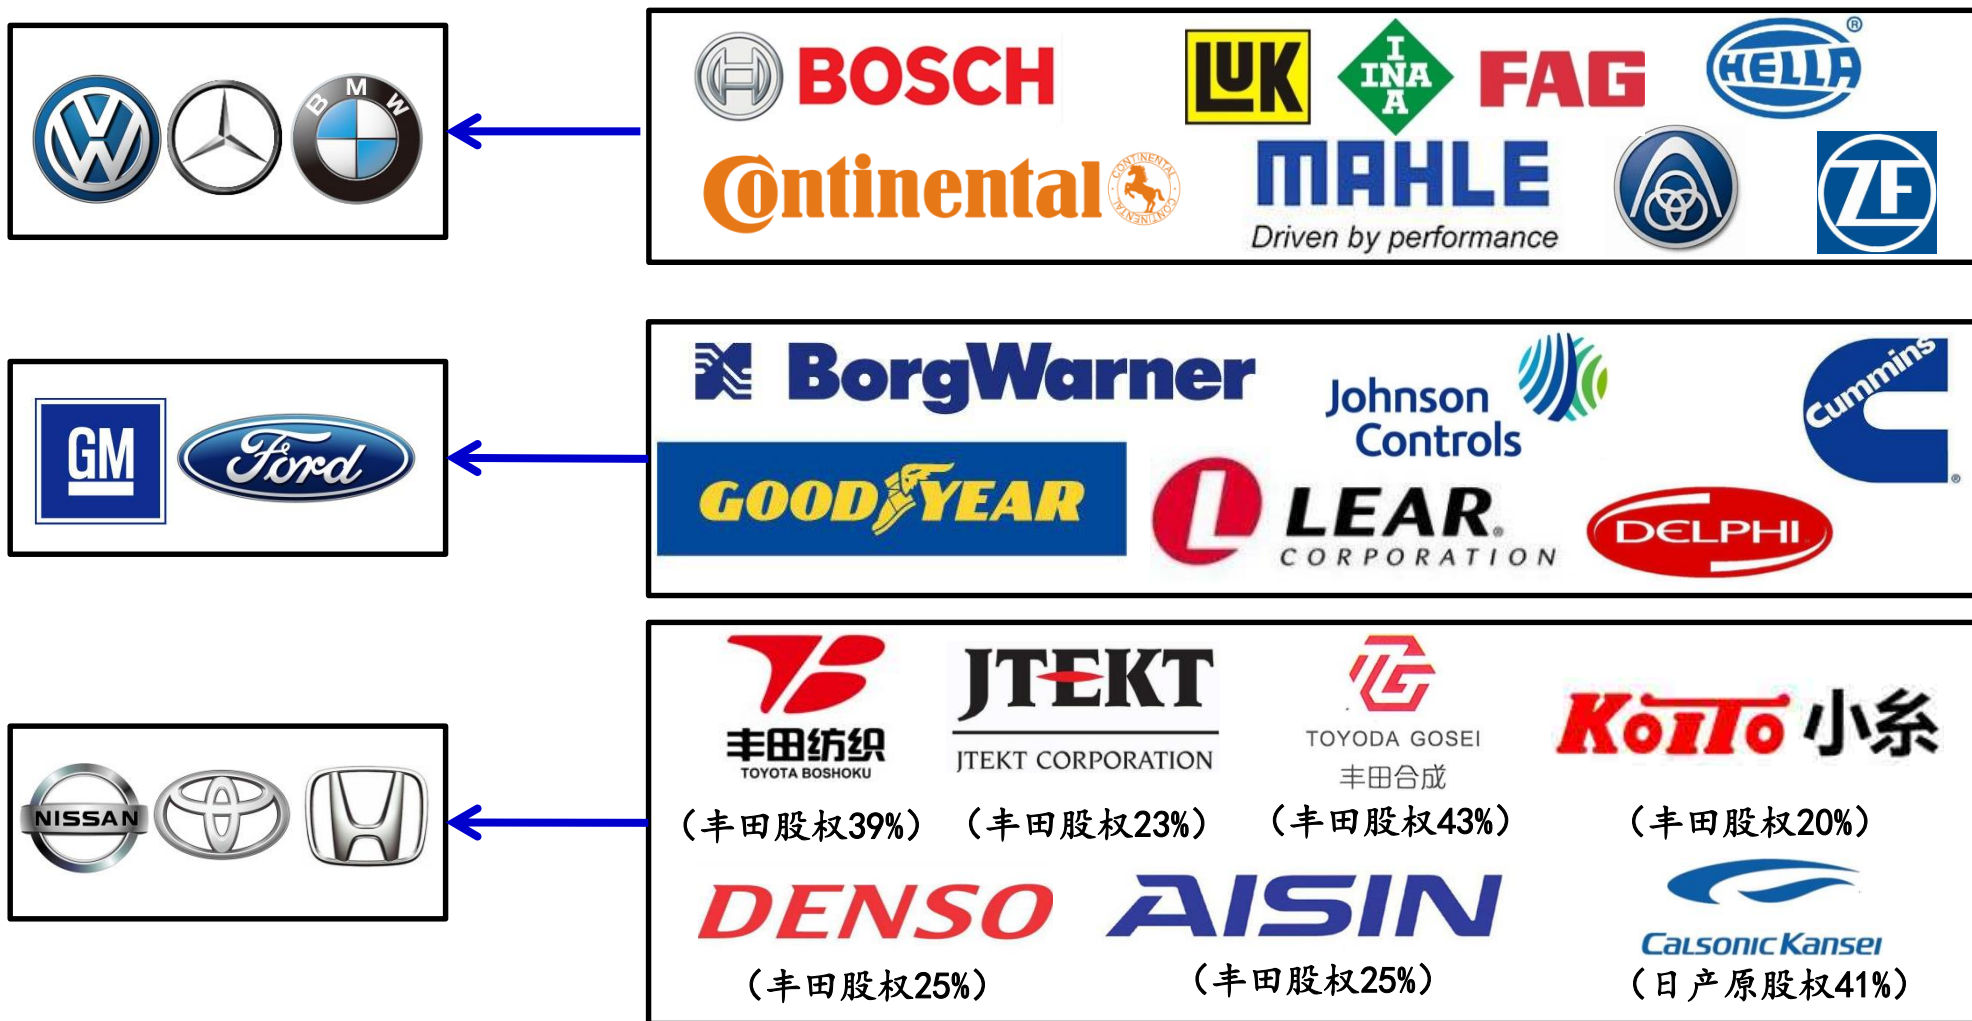 BMW
BOSCH
LUK
INA
INA
FAG
HELLA®
Continental
CONTINENTAL CONTINENTAL
MAHLE
Driven by performance
ZF
GM
Ford
BorgWarner
Johnson
Controls
Cummins®
GOODYEAR
LEAR®
CORPORATION
DELPHI
NISSAN
丰田纺织
TOYOTA BOSHOKU
JTEKT
JTEKT CORPORATION
TG
TOYODA GOSEI
丰田合成
KOITO 小糸
（丰田股权39%）
（丰田股权23%）
（丰田股权43%）
（丰田股权20%）
DENSO
AISIN
CalsonicKansei
（丰田股权25%）
（丰田股权25%）
（日产原股权41%）